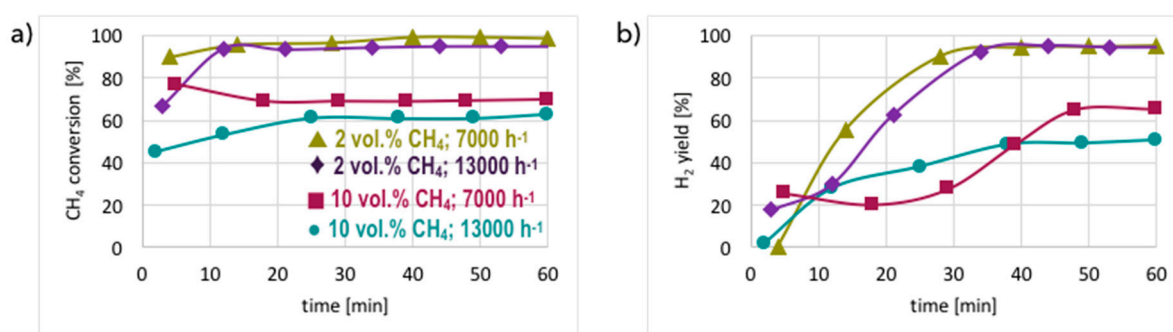 a)
CH₄ conversion [%]
100
80
60
40
20
0
2 vol.% CH₄; 7000 h⁻¹
2 vol.% CH₄; 13000 h⁻¹
10 vol.% CH₄; 7000 h⁻¹
10 vol.% CH₄; 13000 h⁻¹
0 10 20 30 40 50 60
time [min]
b)
H₂ yield [%]
100
80
60
40
20
0
0 10 20 30 40 50 60
time [min]